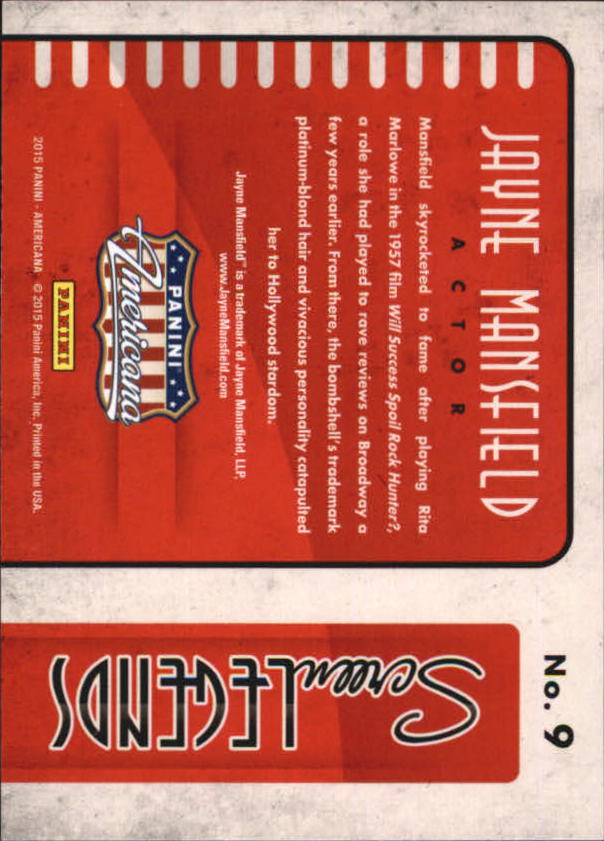 No. 9
JAYNE MANSFIELD
ACTOR
Mansfield skyrocketed to fame after playing Rita
Marlowe in the 1957 film Will Success Spoil Rock Hunter?,
a role she had played to rave reviews on Broadway a
few years earlier. From there, the bombshell's trademark
platinum-blond hair and vivacious personality catapulted
her to Hollywood stardom.
Jayne Mansfield™ is a trademark of Jayne Mansfield, LLP,
www.JayneMansfield.com
PANINI
Americana
PANINI
2015 PANINI - AMERICANA © 2015 Panini America, Inc. Printed in the USA.
Screen
LEGENDS